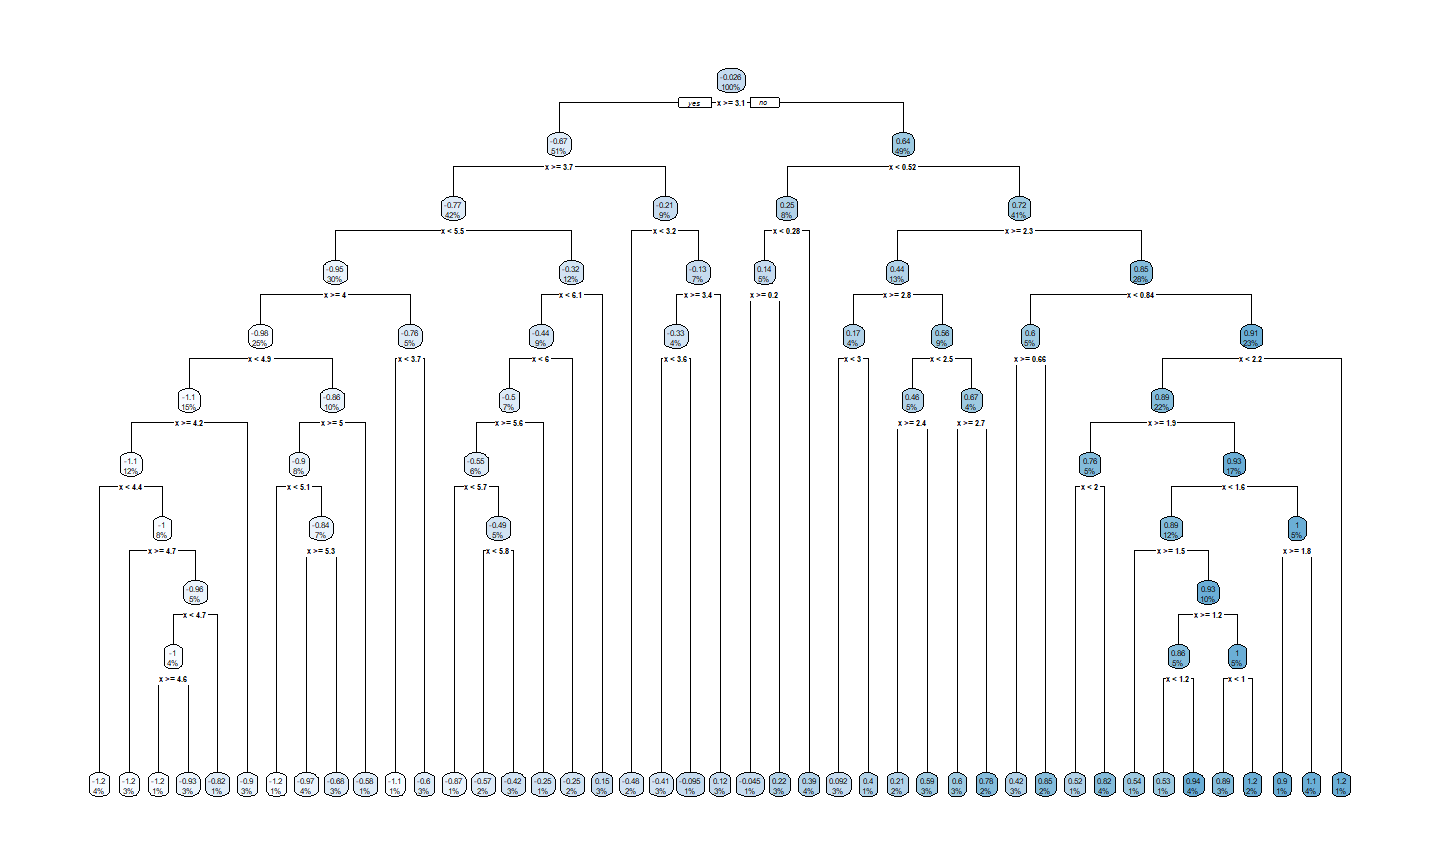 -0.026
100%
yes x >= 3.1 no
-0.67 0.64
51% 49%
x >= 3.7 x < 0.52
-0.77 -0.21 0.25 0.72
42% 9% 8% 41%
x < 5.5 x < 3.2 x < 0.28 x >= 2.3
-0.95 -0.32 -0.13 0.14 0.44 0.85
30% 12% 7% 5% 13% 28%
x >= 4 x < 6.1 x >= 3.4 x >= 0.2 x >= 2.8 x < 0.84
-0.98 -0.76 -0.44 -0.33 0.17 0.56 0.6 0.91
25% 5% 9% 4% 4% 9% 5% 23%
x < 4.9 x < 3.7 x < 6 x < 3.6 x < 3 x < 2.5 x >= 0.66 x < 2.2
-1.1 -0.86 -0.5 0.46 0.67 0.89
15% 10% 7% 5% 4% 22%
x >= 4.2 x >= 5 x >= 5.6 x >= 2.4 x >= 2.7 x >= 1.9
-1.1 -0.9 -0.55 0.76 0.93
12% 8% 6% 5% 17%
x < 4.4 x < 5.1 x < 5.7 x < 2 x < 1.6
-1 -0.84 -0.49 0.89 1
8% 7% 5% 12% 5%
x >= 4.7 x >= 5.3 x < 5.8 x >= 1.5 x >= 1.8
-0.96 0.93
5% 10%
x < 4.7 x >= 1.2
-1 0.86 1
4% 5% 5%
x >= 4.6 x < 1.2 x < 1
-1.2 -1.2 -1.2 -0.93 -0.82 -0.9 -1.2 -0.97 -0.68 -0.58 -1.1 -0.6 -0.87 -0.57 -0.42 -0.25 -0.25 0.15 -0.48 -0.41 -0.095 0.12 -0.045 0.22 0.39 0.092 0.4 0.21 0.59 0.6 0.78 0.42 0.65 0.52 0.82 0.54 0.53 0.94 0.89 1.2 0.9 1.1 1.2
4% 3% 1% 3% 1% 3% 1% 4% 3% 1% 1% 3% 1% 2% 3% 1% 2% 3% 2% 3% 1% 3% 1% 3% 4% 3% 1% 2% 3% 3% 2% 3% 2% 1% 4% 1% 1% 4% 3% 2% 1% 4% 1%